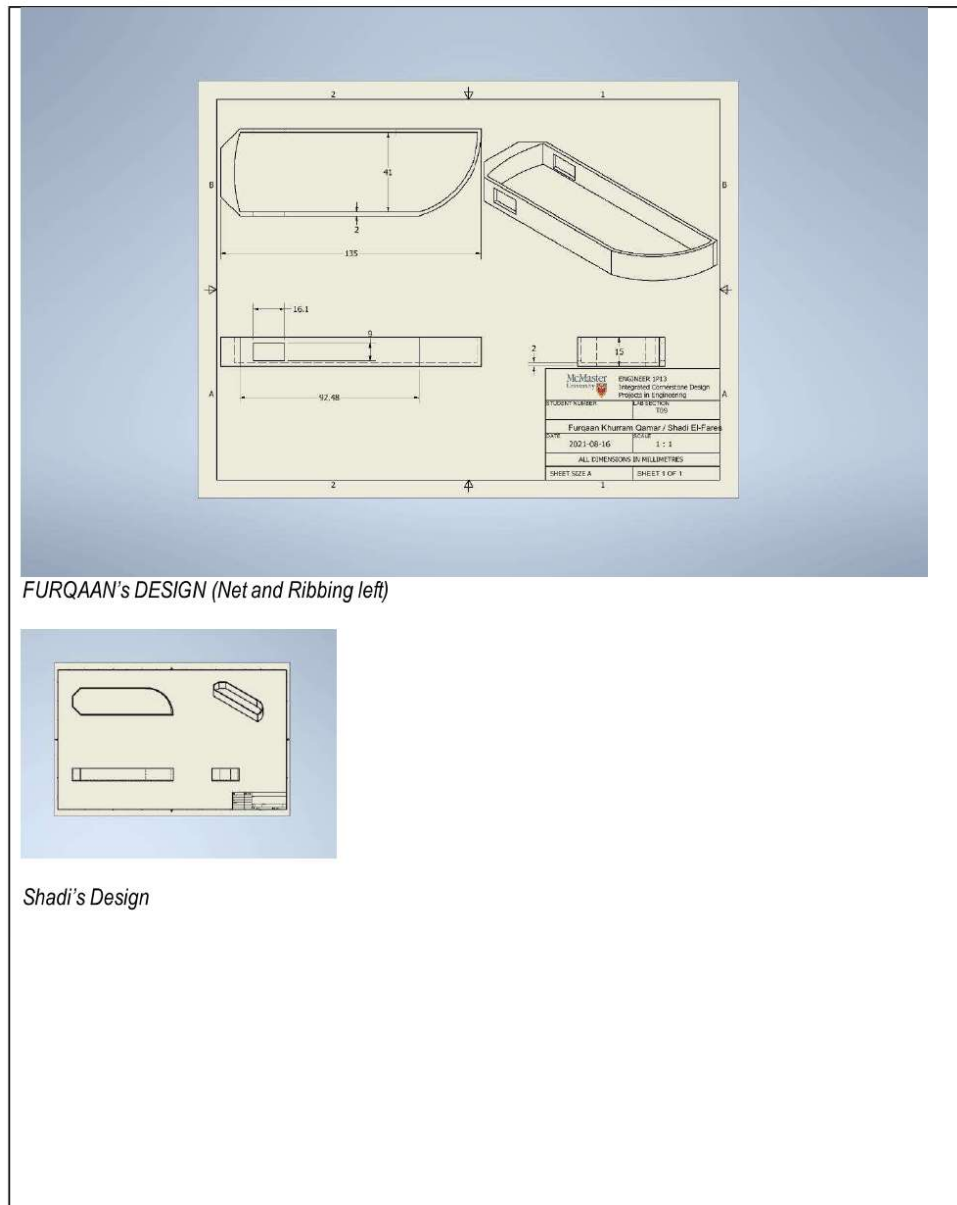 2
1
41
2
135
B
B
16.1
9
2
15
92.48
A
A
McMaster
University
ENGINEER 1P13
Integrated Cornerstone Design
Projects in Engineering
STUDENT NUMBER
LAB SECTION
T09
Furqaan Khurram Qamar / Shadi El-Fares
DATE
2021-08-16
SCALE
1 : 1
ALL DIMENSIONS IN MILLIMETRES
SHEET SIZE A
SHEET 1 OF 1
2
1
FURQAAN's DESIGN (Net and Ribbing left)
Shadi's Design